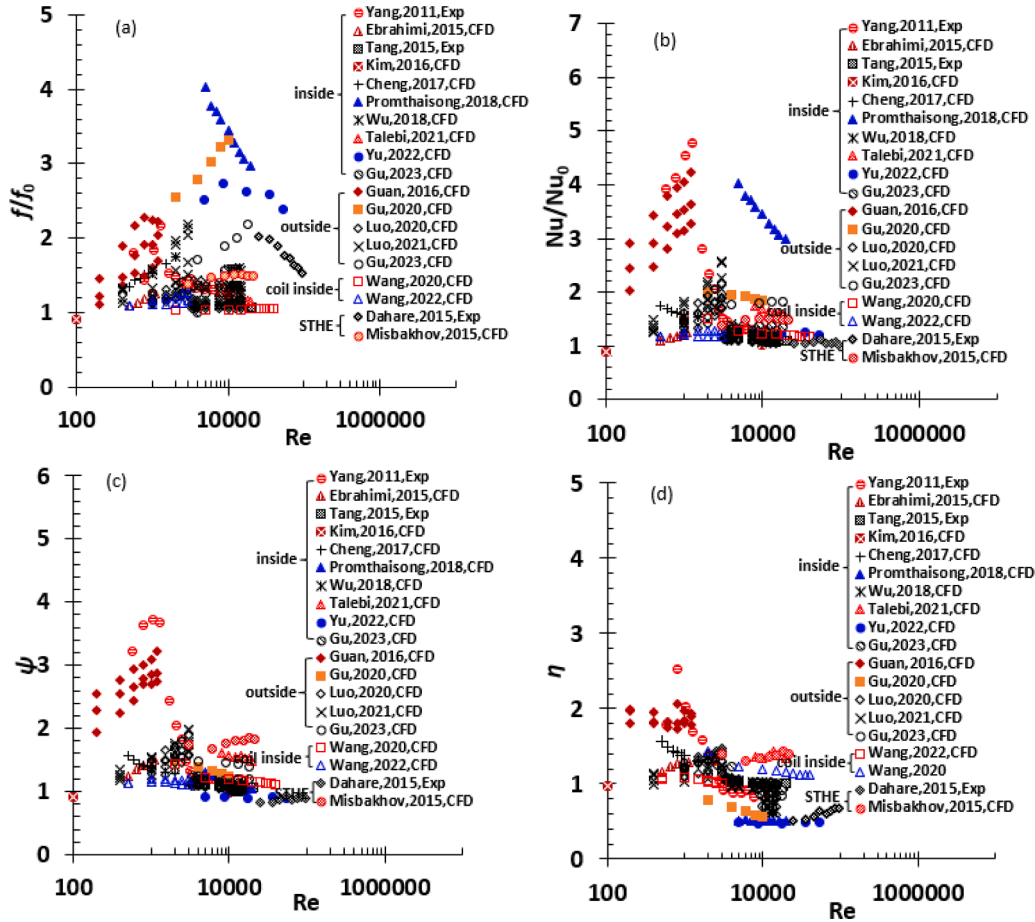 (a)
f/f0
5
4
3
2
1
0
100
10000
1000000
Re
inside
outside
coil inside
STHE
Yang,2011,Exp
Ebrahimi,2015,CFD
Tang,2015,Exp
Kim,2016,CFD
Cheng,2017,CFD
Promthaisong,2018,CFD
Wu,2018,CFD
Talebi,2021,CFD
Yu,2022,CFD
Gu,2023,CFD
Guan,2016,CFD
Gu,2020,CFD
Luo,2020,CFD
Luo,2021,CFD
Gu,2023,CFD
Wang,2020,CFD
Wang,2022,CFD
Dahare,2015,Exp
Misbakhov,2015,CFD
(b)
Nu/Nu0
7
6
5
4
3
2
1
0
100
10000
1000000
Re
inside
outside
coil inside
STHE
Yang,2011,Exp
Ebrahimi,2015,CFD
Tang,2015,Exp
Kim,2016,CFD
Cheng,2017,CFD
Promthaisong,2018,CFD
Wu,2018,CFD
Talebi,2021,CFD
Yu,2022,CFD
Gu,2023,CFD
Guan,2016,CFD
Gu,2020,CFD
Luo,2020,CFD
Luo,2021,CFD
Gu,2023,CFD
Wang,2020,CFD
Wang,2022,CFD
Dahare,2015,Exp
Misbakhov,2015,CFD
(c)
ψ
6
5
4
3
2
1
0
100
10000
1000000
Re
inside
outside
coil inside
STHE
Yang,2011,Exp
Ebrahimi,2015,CFD
Tang,2015,Exp
Kim,2016,CFD
Cheng,2017,CFD
Promthaisong,2018,CFD
Wu,2018,CFD
Talebi,2021,CFD
Yu,2022,CFD
Gu,2023,CFD
Guan,2016,CFD
Gu,2020,CFD
Luo,2020,CFD
Luo,2021,CFD
Gu,2023,CFD
Wang,2020,CFD
Wang,2022,CFD
Dahare,2015,Exp
Misbakhov,2015,CFD
(d)
η
5
4
3
2
1
0
100
10000
1000000
Re
inside
outside
coil inside
STHE
Yang,2011,Exp
Ebrahimi,2015,CFD
Tang,2015,Exp
Kim,2016,CFD
Cheng,2017,CFD
Promthaisong,2018,CFD
Wu,2018,CFD
Talebi,2021,CFD
Yu,2022,CFD
Gu,2023,CFD
Guan,2016,CFD
Gu,2020,CFD
Luo,2020,CFD
Luo,2021,CFD
Gu,2023,CFD
Wang,2022,CFD
Wang,2020
Dahare,2015,Exp
Misbakhov,2015,CFD